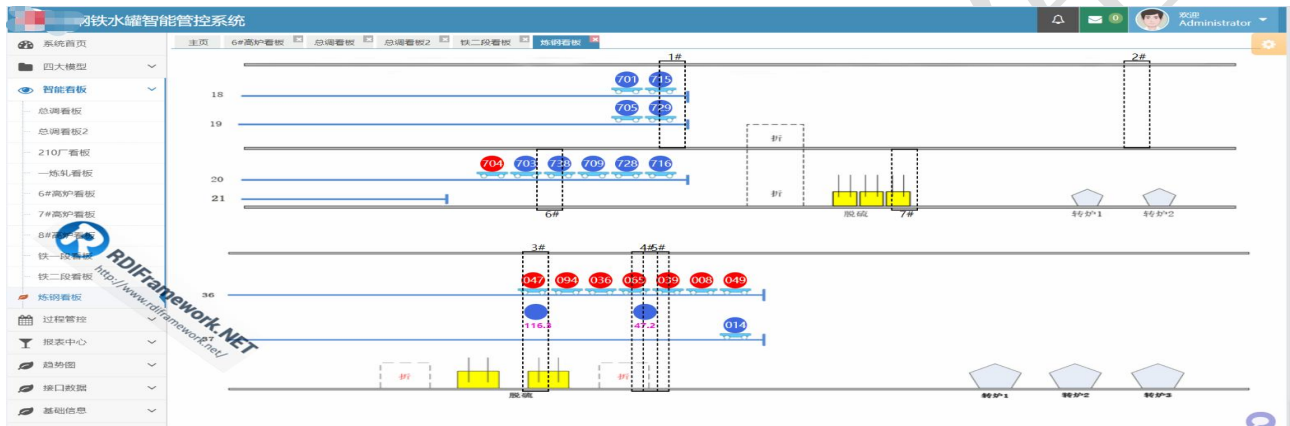 钢铁水罐智能管控系统
0
欢迎
Administrator
系统首页
主页 6#高炉看板 总调看板 总调看板2 铁二段看板 炼钢看板
四大模型
智能看板
总调看板
总调看板2
210厂看板
一炼轧看板
6#高炉看板
7#高炉看板
8#高炉看板
铁一段看板
铁二段看板
炼钢看板
过程管控
报表中心
趋势图
接口数据
基础信息
1# 2#
701 715
18
705 729
19
折
704 703 738 709 728 716
20
折
21
6# 脱硫 7# 转炉1 转炉2
3# 4#5#
047 094 036 055 039 008 049
36
116.3 47.2 014
折 折
脱硫 转炉1 转炉2 转炉3
RDIFramework.NET
http://www.rdiframework.net/